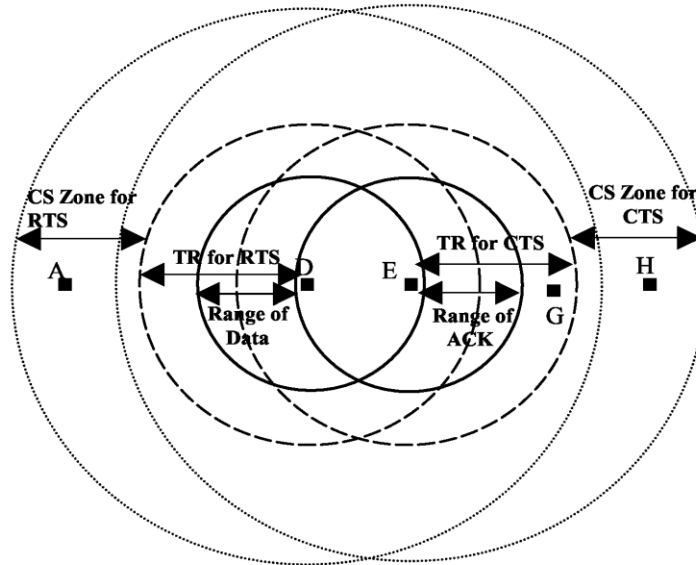 CS Zone for
RTS
CS Zone for
CTS
TR for RTS
TR for CTS
A
D
E
G
H
Range of
Data
Range of
ACK